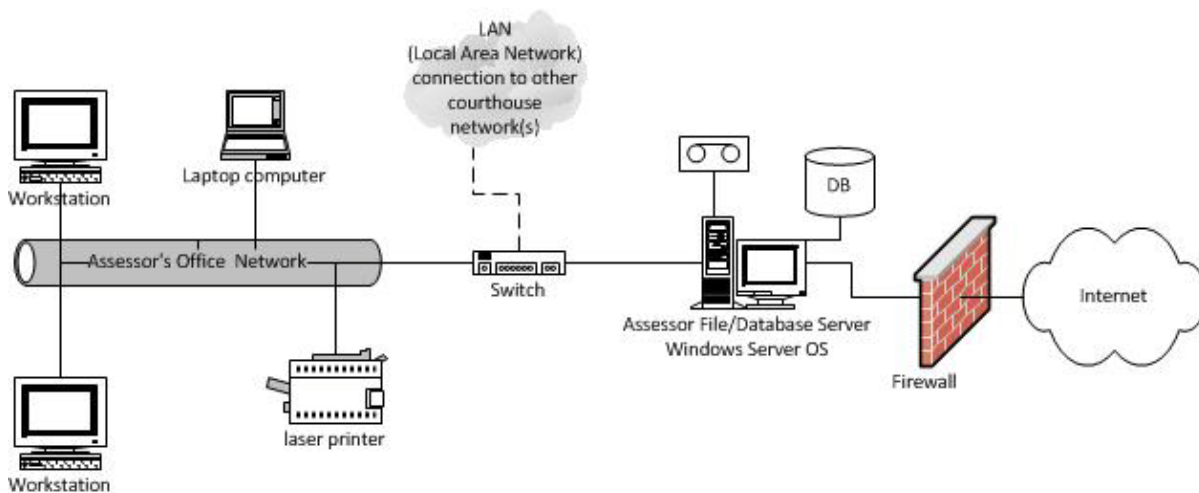 LAN
(Local Area Network)
connection to other
courthouse
network(s)
Workstation
Laptop computer
DB
Assessor's Office Network
Switch
Internet
Assessor File/Database Server
Windows Server OS
Firewall
laser printer
Workstation